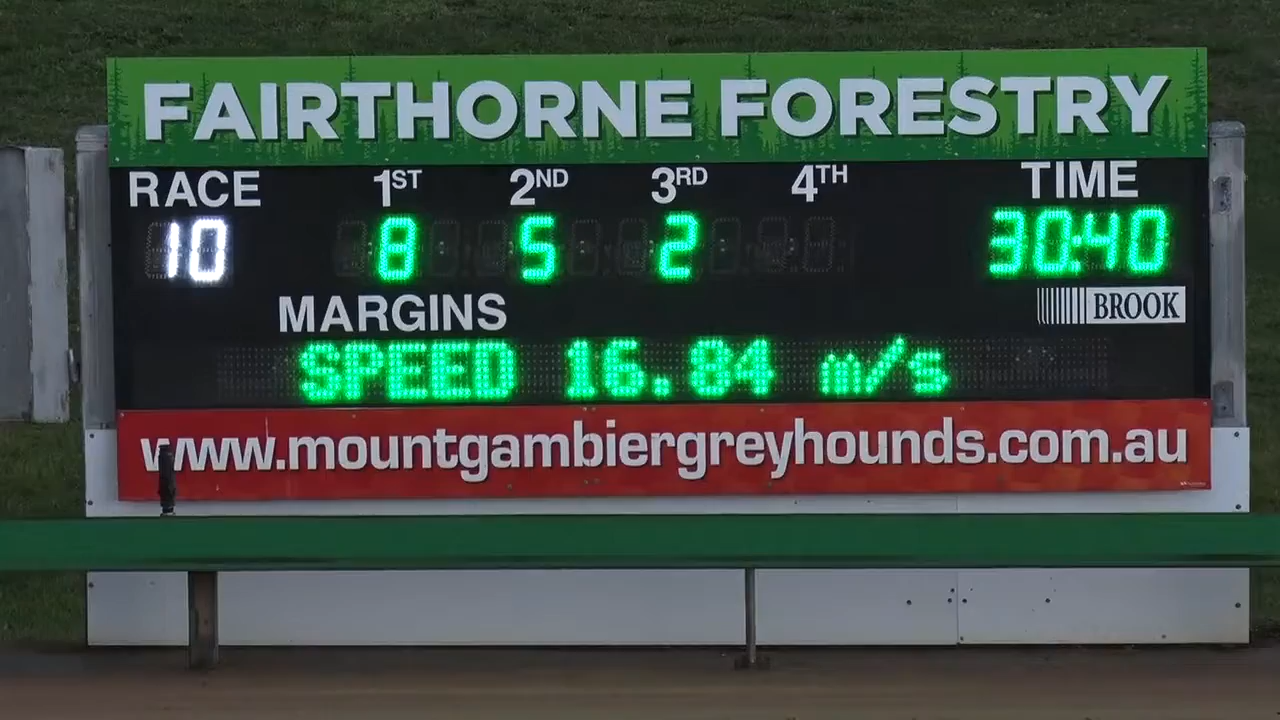 FAIRTHORNE FORESTRY
RACE 1ST 2ND 3RD 4TH TIME
10 8 5 2 30:40
MARGINS BROOK
SPEED 16.84 m/s
www.mountgambiergreyhounds.com.au